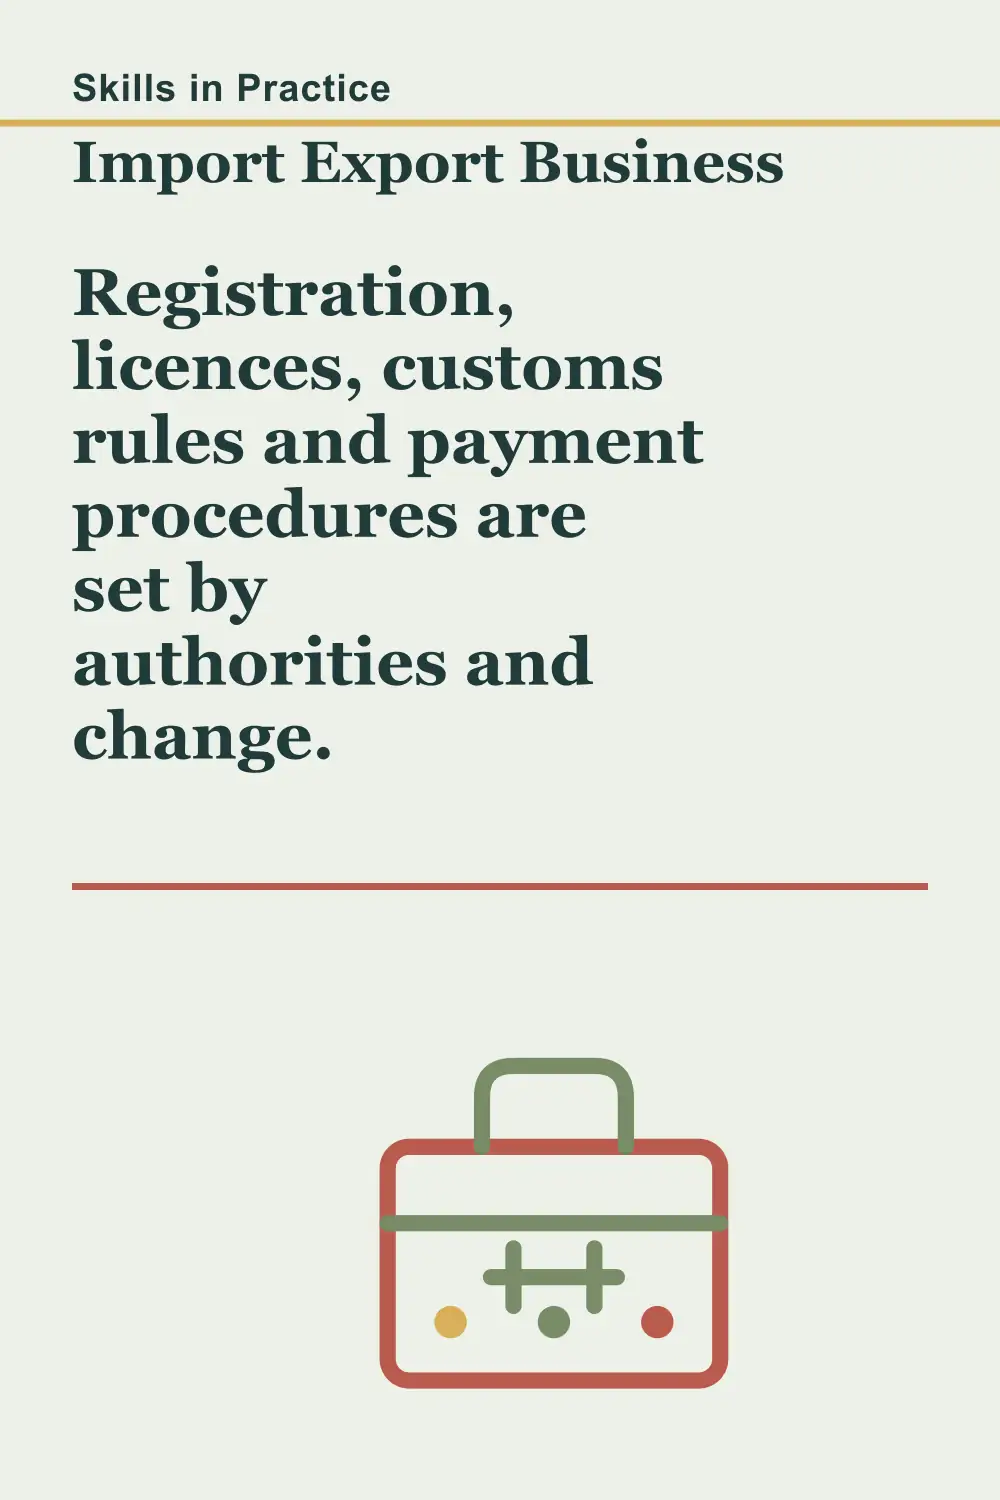 Skills in Practice
Import Export Business
Registration,
licences, customs
rules and payment
procedures are
set by
authorities and
change.